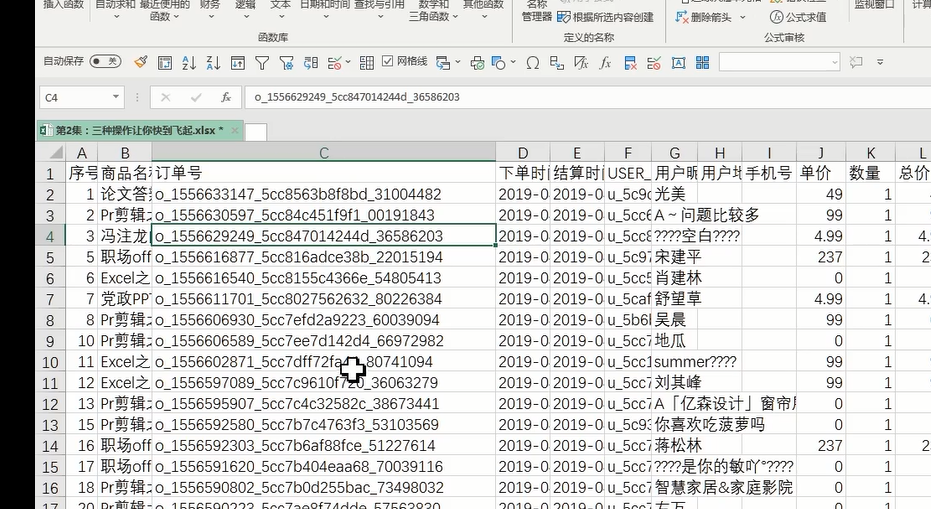 插入函数 自动求和 最近使用的 财务 逻辑 文本 日期和时间 查找与引用 数学和 其他函数 名称 监视窗口
函数 三角函数 管理器 根据所选内容创建 删除箭头 公式求值
函数库 定义的名称 公式审核
自动保存 关 网格线
C4 fx o_1556629249_5cc847014244d_36586203
第2集：三种操作让你快到飞起.xlsx *
A B C D E F G H I J K L
1 序号 商品名 订单号 下单时 结算时 USER_ 用户 用户 手机号 单价 数量 总价
2 1 论文答 o_1556633147_5cc8563b8f8bd_31004482 2019-0 2019-0 u_5c9 光美 49 1
3 2 Pr剪辑 o_1556630597_5cc84c451f9f1_00191843 2019-0 2019-0 u_5cc6 A～问题比较多 99 1
4 3 冯注龙 o_1556629249_5cc847014244d_36586203 2019-0 2019-0 u_5cc8 ????空白???? 4.99 1 4.
5 5 职场off o_1556616877_5cc816adce38b_22015194 2019-0 2019-0 u_5c97 宋建平 237 1 2
6 6 Excel之 o_1556616540_5cc8155c4366e_54805413 2019-0 2019-0 u_5cc5 肖建林 0 1
7 7 党政PP o_1556611701_5cc8027562632_80226384 2019-0 2019-0 u_5caf 舒望草 4.99 1 4.
8 8 Pr剪辑 o_1556606930_5cc7efd2a9223_60039094 2019-0 2019-0 u_5b6 吴晨 99 1
9 10 Pr剪辑 o_1556606589_5cc7ee7d142d4_66972982 2019-0 2019-0 u_5cc7 地瓜 0 1
10 11 Excel之 o_1556602871_5cc7dff72fa 80741094 2019-0 2019-0 u_5cc1 summer???? 99 1
11 12 Excel之 o_1556597089_5cc7c9610f7 _36063279 2019-0 2019-0 u_5cc7 刘其峰 99 1
12 13 Pr剪辑 o_1556595907_5cc7c4c32582c_38673441 2019-0 2019-0 u_5cc7 A「亿森设计」窗帘 0 1
13 15 Pr剪辑 o_1556592580_5cc7b7c4763f3_53103569 2019-0 2019-0 u_5c93 你喜欢吃菠萝吗 0 1
14 16 职场off o_1556592303_5cc7b6af88fce_51227614 2019-0 2019-0 u_5cc7 蒋松林 237 1 2
15 17 职场off o_1556591620_5cc7b404eaa68_70039116 2019-0 2019-0 u_5cc7 ????是你的敏吖°???? 0 1
16 18 Pr剪辑 o_1556590802_5cc7b0d255bac_73498032 2019-0 2019-0 u_5cc7 智慧家居&家庭影院 0 1